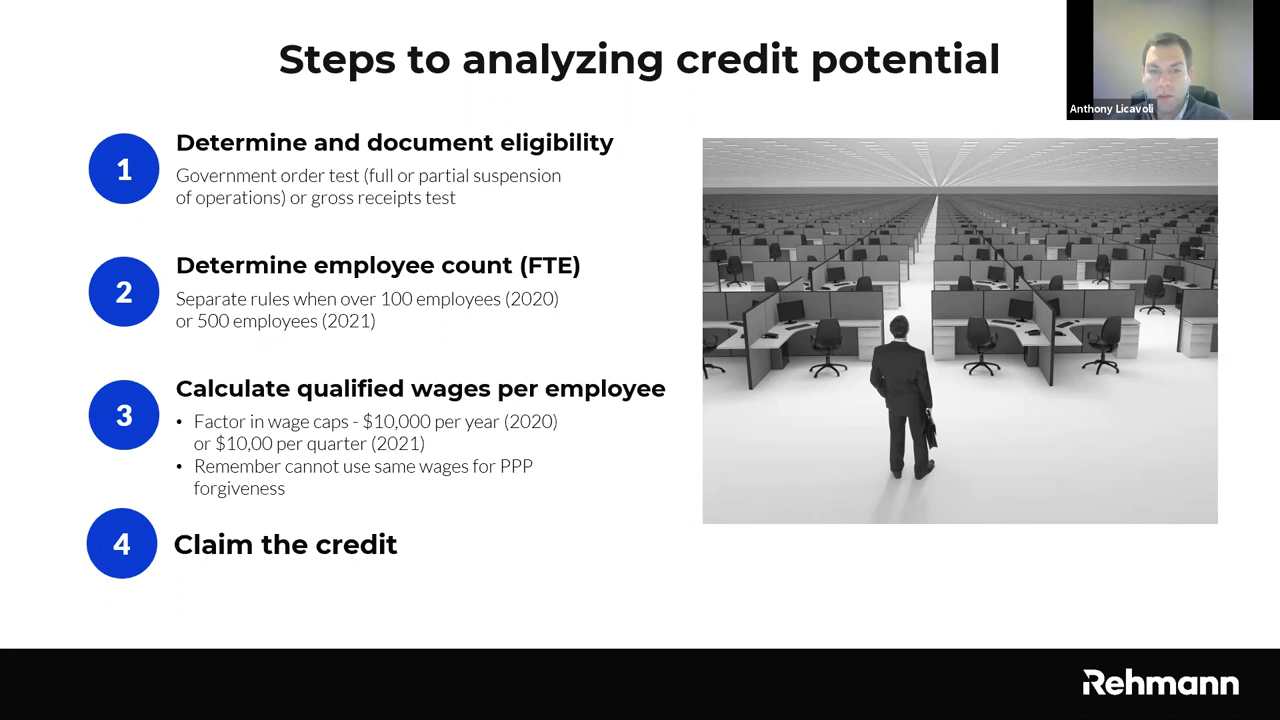 Steps to analyzing credit potential
Anthony Licavoli
1
Determine and document eligibility
Government order test (full or partial suspension
of operations) or gross receipts test
2
Determine employee count (FTE)
Separate rules when over 100 employees (2020)
or 500 employees (2021)
3
Calculate qualified wages per employee
• Factor in wage caps - $10,000 per year (2020)
or $10,00 per quarter (2021)
• Remember cannot use same wages for PPP
forgiveness
4
Claim the credit
Rehmann